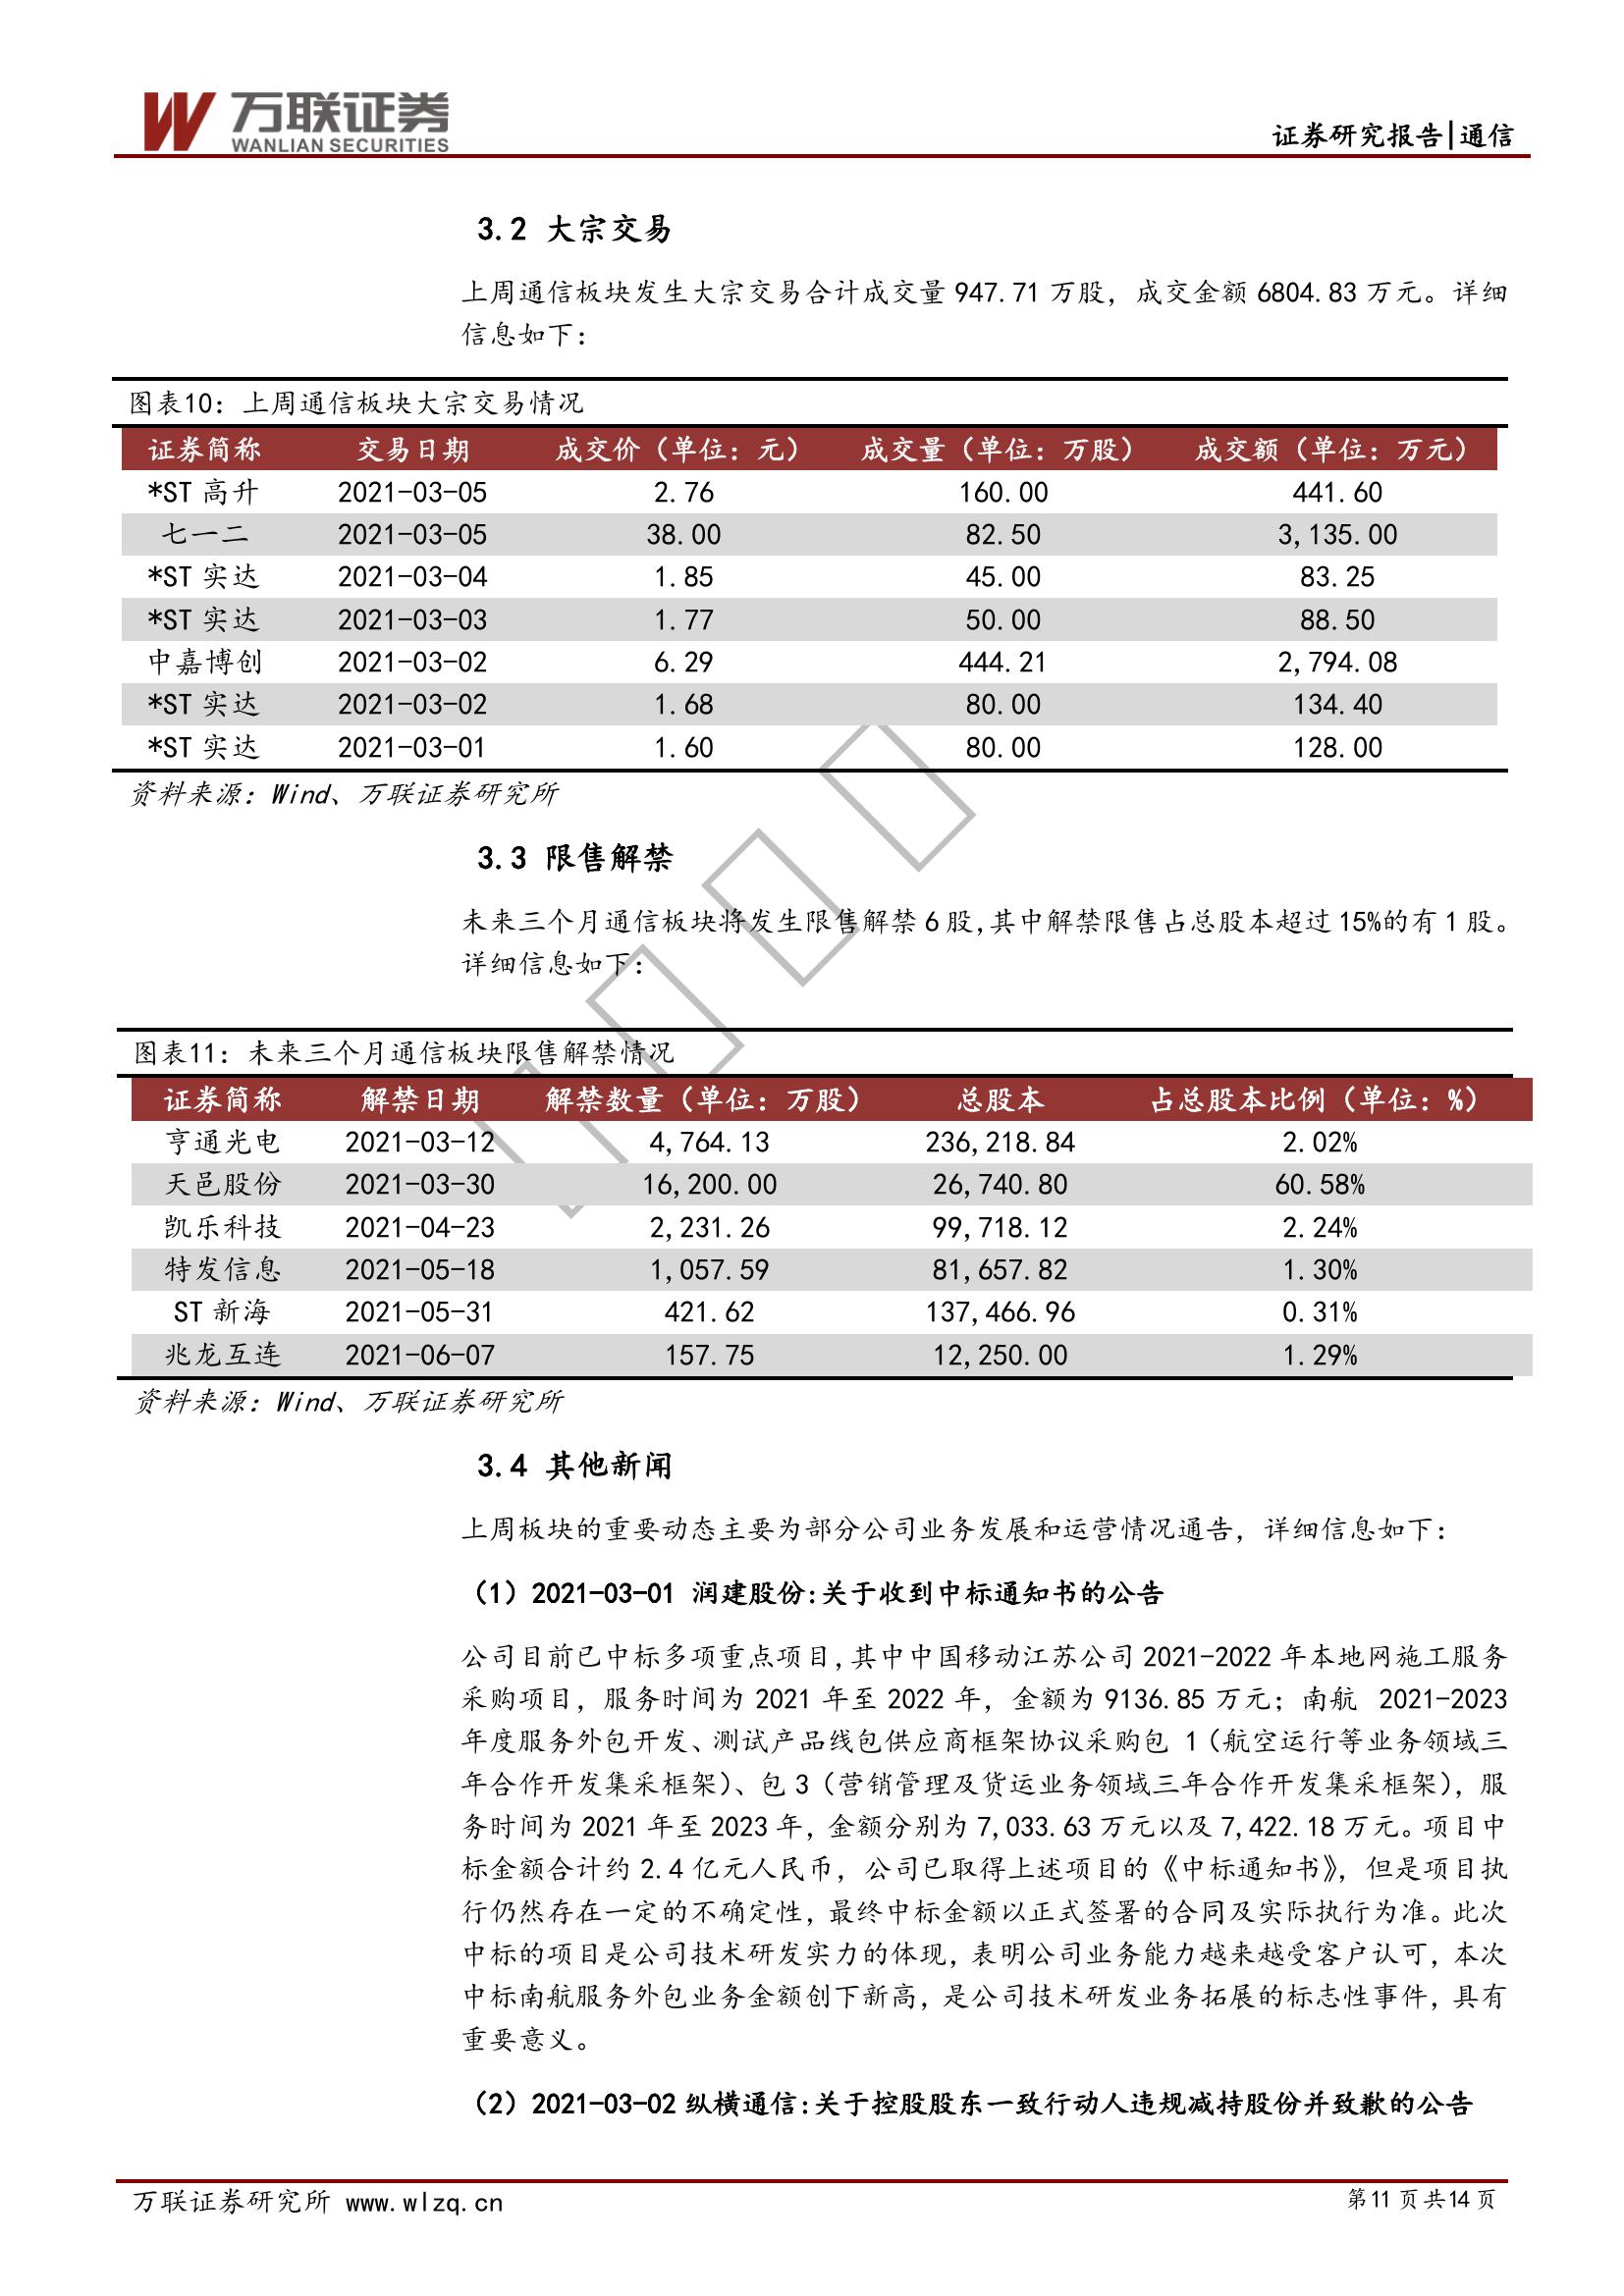 万联证券
WANLIAN SECURITIES
证券研究报告|通信
3.2 大宗交易
上周通信板块发生大宗交易合计成交量 947.71 万股，成交金额 6804.83 万元。详细
信息如下：
图表10：上周通信板块大宗交易情况
证券简称 交易日期 成交价（单位：元） 成交量（单位：万股） 成交额（单位：万元）
*ST 高升 2021-03-05 2.76 160.00 441.60
七一二 2021-03-05 38.00 82.50 3,135.00
*ST 实达 2021-03-04 1.85 45.00 83.25
*ST 实达 2021-03-03 1.77 50.00 88.50
中嘉博创 2021-03-02 6.29 444.21 2,794.08
*ST 实达 2021-03-02 1.68 80.00 134.40
*ST 实达 2021-03-01 1.60 80.00 128.00
资料来源：Wind、万联证券研究所
3.3 限售解禁
未来三个月通信板块将发生限售解禁 6 股,其中解禁限售占总股本超过 15%的有 1 股。
详细信息如下：
图表11：未来三个月通信板块限售解禁情况
证券简称 解禁日期 解禁数量（单位：万股） 总股本 占总股本比例（单位：%）
亨通光电 2021-03-12 4,764.13 236,218.84 2.02%
天邑股份 2021-03-30 16,200.00 26,740.80 60.58%
凯乐科技 2021-04-23 2,231.26 99,718.12 2.24%
特发信息 2021-05-18 1,057.59 81,657.82 1.30%
ST 新海 2021-05-31 421.62 137,466.96 0.31%
兆龙互连 2021-06-07 157.75 12,250.00 1.29%
资料来源：Wind、万联证券研究所
3.4 其他新闻
上周板块的重要动态主要为部分公司业务发展和运营情况通告，详细信息如下：
（1）2021-03-01 润建股份:关于收到中标通知书的公告
公司目前已中标多项重点项目,其中中国移动江苏公司 2021-2022 年本地网施工服务
采购项目，服务时间为 2021 年至 2022 年，金额为 9136.85 万元；南航 2021-2023
年度服务外包开发、测试产品线包供应商框架协议采购包 1（航空运行等业务领域三
年合作开发集采框架）、包 3（营销管理及货运业务领域三年合作开发集采框架），服
务时间为 2021 年至 2023 年，金额分别为 7,033.63 万元以及 7,422.18 万元。项目中
标金额合计约 2.4 亿元人民币，公司已取得上述项目的《中标通知书》，但是项目执
行仍然存在一定的不确定性，最终中标金额以正式签署的合同及实际执行为准。此次
中标的项目是公司技术研发实力的体现，表明公司业务能力越来越受客户认可，本次
中标南航服务外包业务金额创下新高，是公司技术研发业务拓展的标志性事件，具有
重要意义。
（2）2021-03-02 纵横通信:关于控股股东一致行动人违规减持股份并致歉的公告
万联证券研究所 www.wlzq.cn
第 11 页 共 14 页